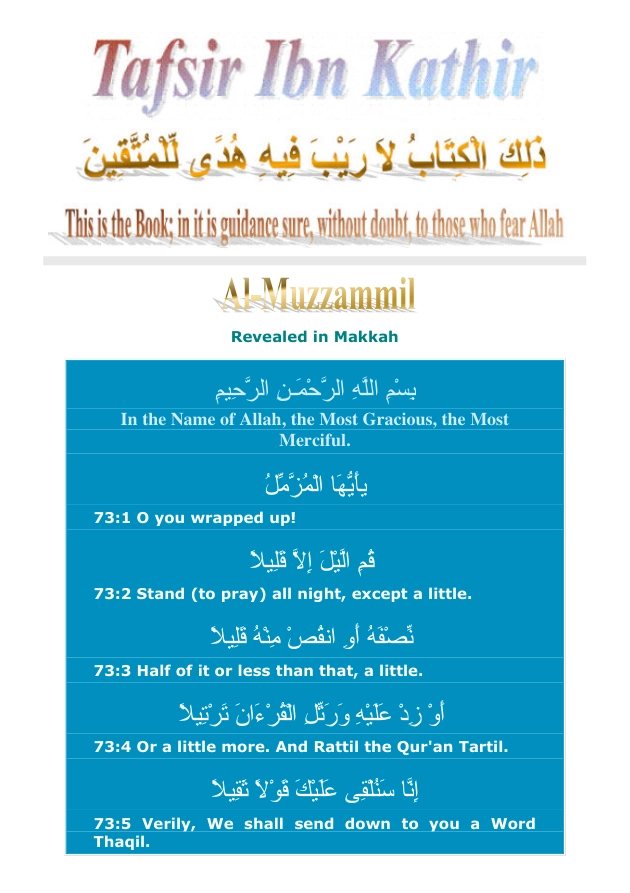 Tafsir Ibn Kathir
ذَلِكَ الْكِتَابُ لاَ رَيْبَ فِيهِ هُدًى لِّلْمُتَّقِينَ
This is the Book; in it is guidance sure, without doubt, to those who fear Allah
Al-Muzzammil
Revealed in Makkah
بِسْمِ اللَّهِ الرَّحْمَـنِ الرَّحِيمِ
In the Name of Allah, the Most Gracious, the Most
Merciful.
يأَيُّهَا الْمُزَّمِّلُ
73:1 O you wrapped up!
قُمِ الَّيْلَ إِلاَّ قَلِيلاً
73:2 Stand (to pray) all night, except a little.
نِّصْفَهُ أَوِ انقُصْ مِنْهُ قَلِيلاً
73:3 Half of it or less than that, a little.
أَوْ زِدْ عَلَيْهِ وَرَتِّلِ الْقُرْءَانَ تَرْتِيلاً
73:4 Or a little more. And Rattil the Qur'an Tartil.
إِنَّا سَنُلْقِى عَلَيْكَ قَوْلاً ثَقِيلاً
73:5 Verily, We shall send down to you a Word
Thaqil.